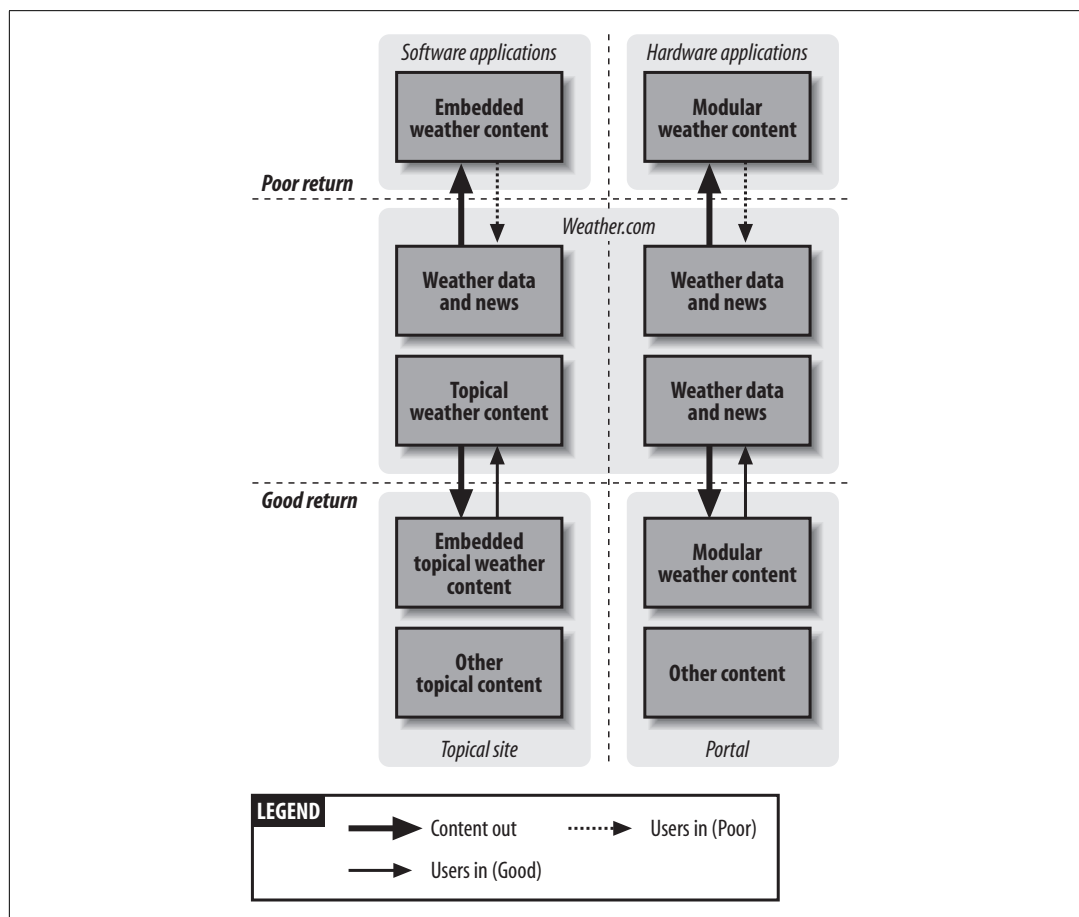 Software applications
Hardware applications
Embedded
weather content
Modular
weather content
Poor return
Weather.com
Weather data
and news
Weather data
and news
Topical
weather content
Weather data
and news
Good return
Embedded
topical weather
content
Modular
weather content
Other
topical content
Other content
Topical site
Portal
LEGEND
Content out
Users in (Poor)
Users in (Good)